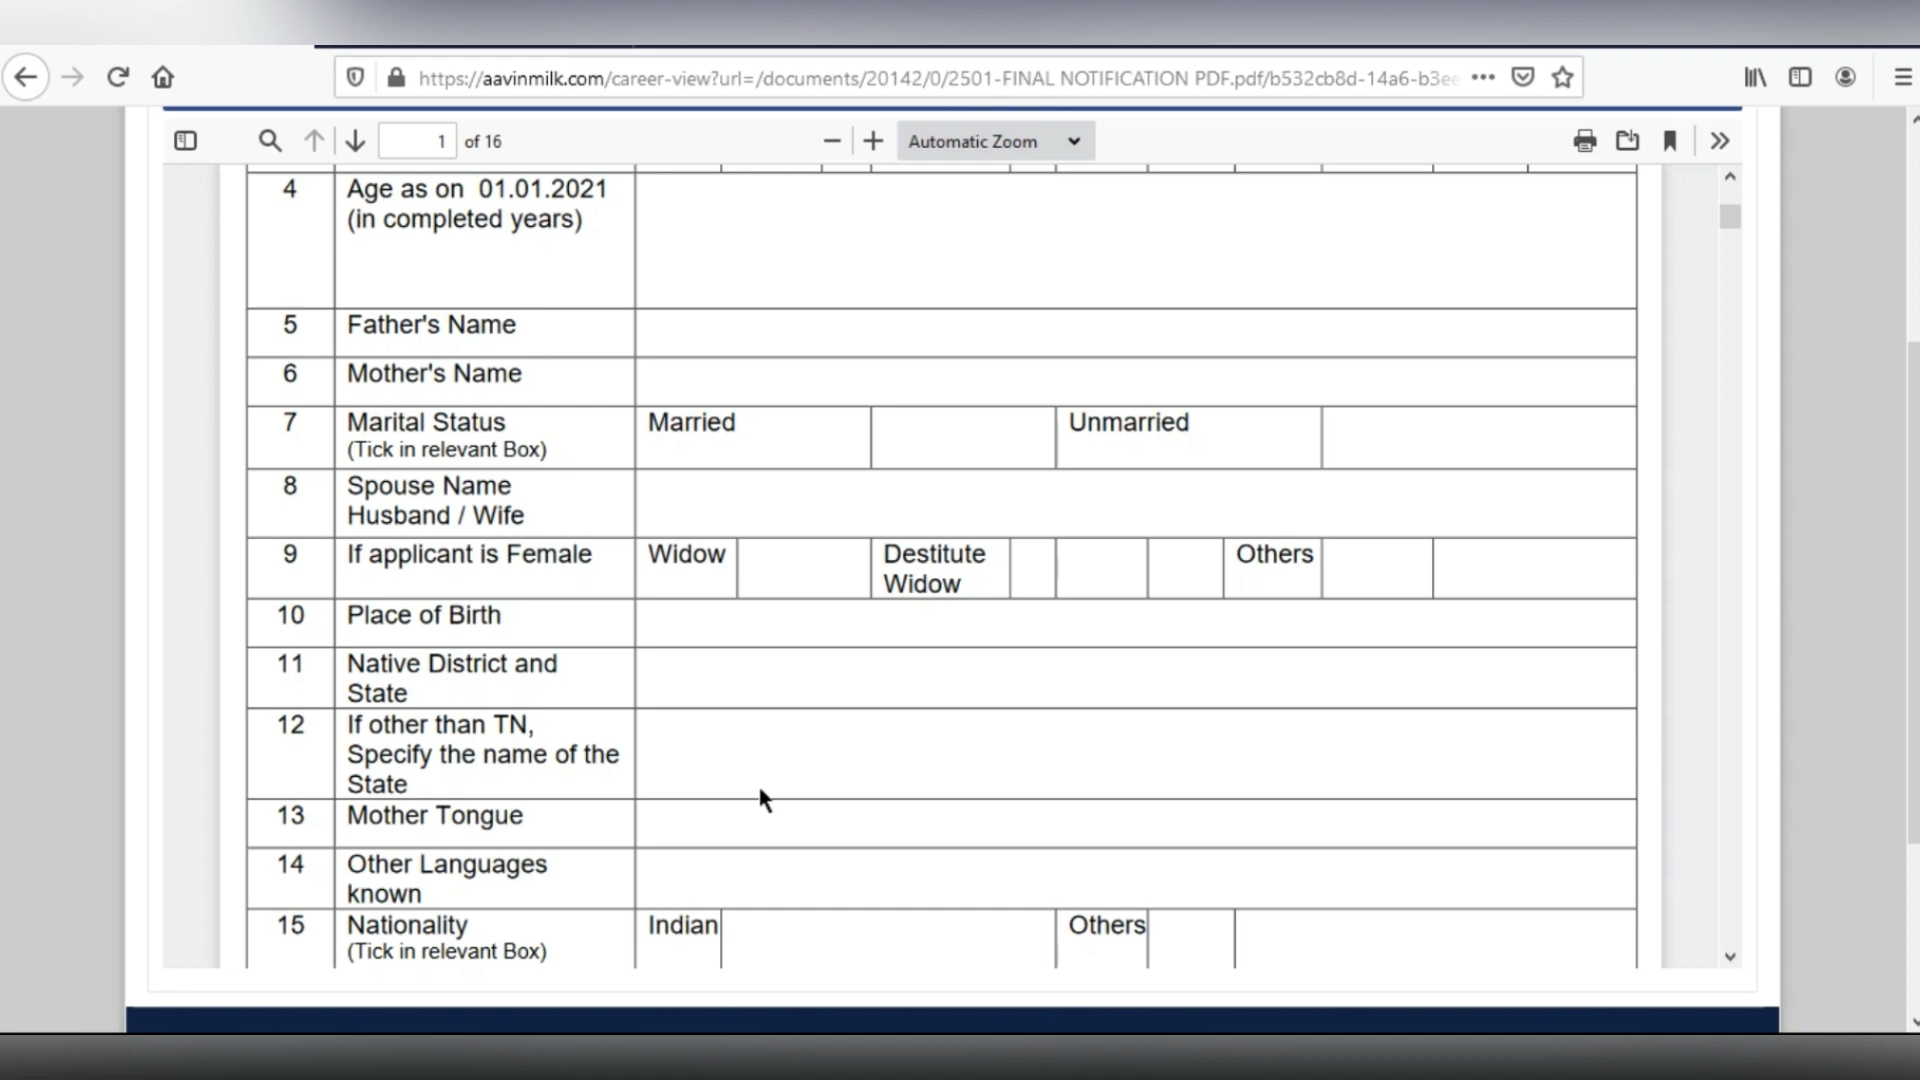 https://aavinmilk.com/career-view?url=/documents/20142/0/2501-FINAL NOTIFICATION PDF.pdf/b532cb8d-14a6-b3ee
1 of 16
Automatic Zoom
4 Age as on 01.01.2021
(in completed years)
5 Father's Name
6 Mother's Name
7 Marital Status Married Unmarried
(Tick in relevant Box)
8 Spouse Name
Husband / Wife
9 If applicant is Female Widow Destitute Others
Widow
10 Place of Birth
11 Native District and
State
12 If other than TN,
Specify the name of the
State
13 Mother Tongue
14 Other Languages
known
15 Nationality Indian Others
(Tick in relevant Box)